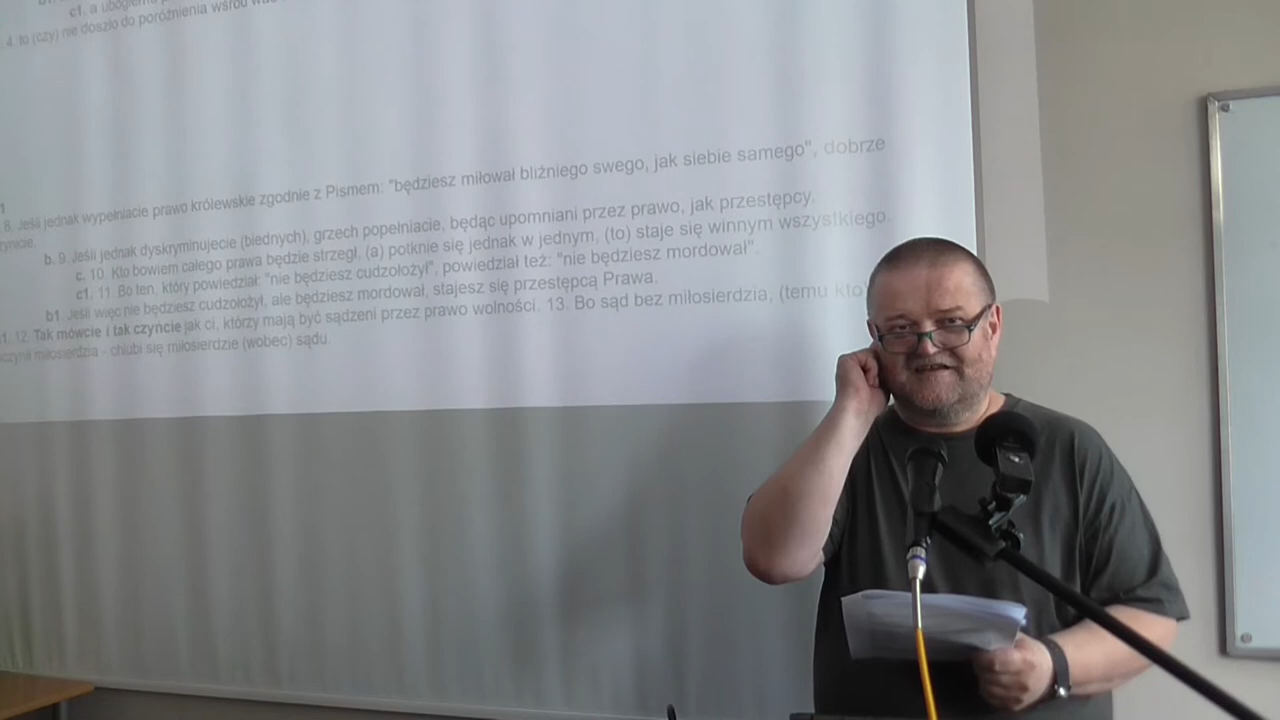 c1. a ubogiemu
4. to (czy) nie doszło do poróżnienia wśród was
8. Jeśli jednak wypełniacie prawo królewskie zgodnie z Pismem: "będziesz miłował bliźniego swego, jak siebie samego", dobrze
czynicie.
b. 9. Jeśli jednak dyskryminujecie (biednych), grzech popełniacie, będąc upomniani przez prawo, jak przestępcy.
c. 10. Kto bowiem całego prawa będzie strzegł, (a) potknie się jednak w jednym, (to) staje się winnym wszystkiego.
c1. 11. Bo ten, który powiedział: "nie będziesz cudzołożył", powiedział też: "nie będziesz mordował".
b1. Jeśli więc nie będziesz cudzołożył, ale będziesz mordował, stajesz się przestępcą Prawa.
1. 12. Tak mówcie i tak czyńcie jak ci, którzy mają być sądzeni przez prawo wolności. 13. Bo sąd bez miłosierdzia, (temu kto)
czyni miłosierdzia - chlubi się miłosierdzie (wobec) sądu.